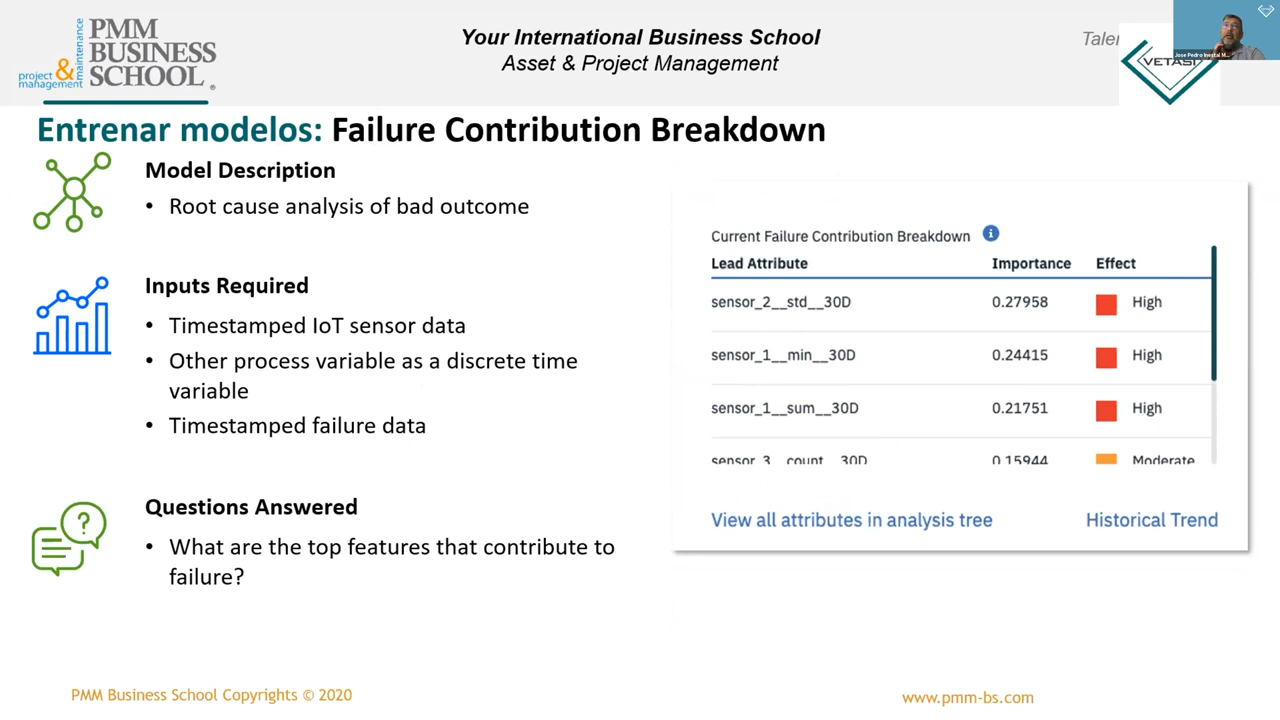 project & management
maintenance
PMM
BUSINESS
SCHOOL
Your International Business School
Asset & Project Management
VETASI
Entrenar modelos: Failure Contribution Breakdown
Model Description
• Root cause analysis of bad outcome
Inputs Required
• Timestamped IoT sensor data
• Other process variable as a discrete time
variable
• Timestamped failure data
Questions Answered
• What are the top features that contribute to
failure?
Current Failure Contribution Breakdown i
Lead Attribute Importance Effect
sensor_2__std__30D 0.27958 High
sensor_1__min__30D 0.24415 High
sensor_1__sum__30D 0.21751 High
sensor_3__count__30D 0.15944 Moderate
View all attributes in analysis tree Historical Trend
PMM Business School Copyrights © 2020 www.pmm-bs.com